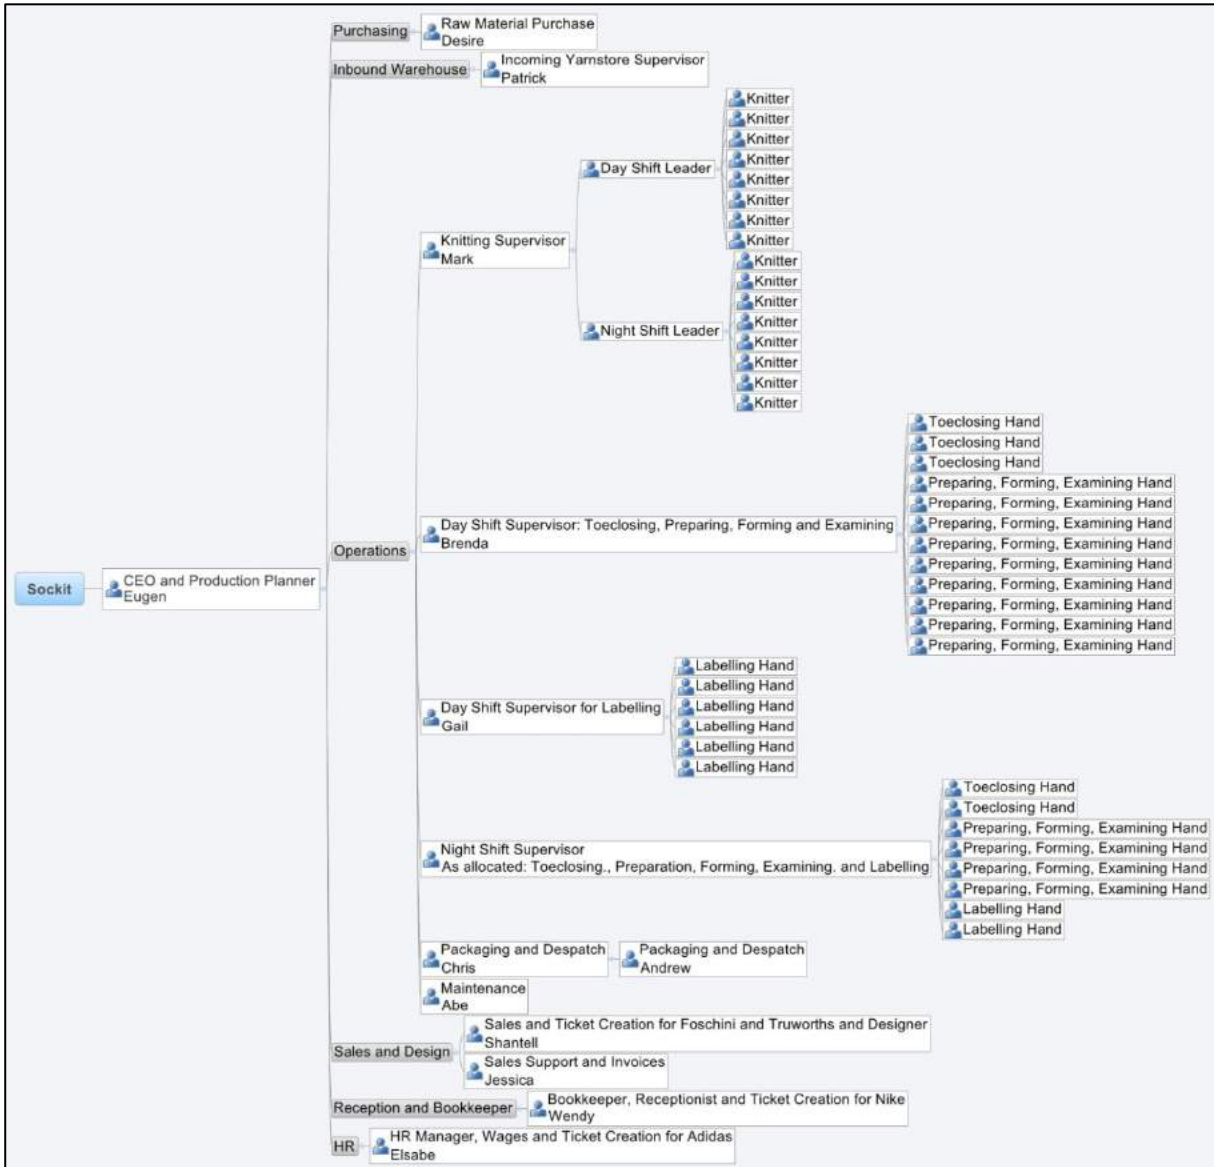 Purchasing
Raw Material Purchase
Desire
Inbound Warehouse
Incoming Yarnstore Supervisor
Patrick
Knitter
Knitter
Knitter
Knitter
Knitter
Knitter
Knitter
Knitter
Day Shift Leader
Knitting Supervisor
Mark
Knitter
Knitter
Knitter
Knitter
Knitter
Knitter
Knitter
Knitter
Night Shift Leader
Toeclosing Hand
Toeclosing Hand
Toeclosing Hand
Preparing, Forming, Examining Hand
Preparing, Forming, Examining Hand
Preparing, Forming, Examining Hand
Preparing, Forming, Examining Hand
Preparing, Forming, Examining Hand
Preparing, Forming, Examining Hand
Preparing, Forming, Examining Hand
Preparing, Forming, Examining Hand
Preparing, Forming, Examining Hand
Day Shift Supervisor: Toeclosing, Preparing, Forming and Examining
Brenda
Operations
Sockit
CEO and Production Planner
Eugen
Labelling Hand
Labelling Hand
Labelling Hand
Labelling Hand
Labelling Hand
Labelling Hand
Day Shift Supervisor for Labelling
Gail
Toeclosing Hand
Toeclosing Hand
Preparing, Forming, Examining Hand
Preparing, Forming, Examining Hand
Preparing, Forming, Examining Hand
Preparing, Forming, Examining Hand
Labelling Hand
Labelling Hand
Night Shift Supervisor
As allocated: Toeclosing., Preparation, Forming, Examining. and Labelling
Packaging and Despatch
Chris
Packaging and Despatch
Andrew
Maintenance
Abe
Sales and Design
Sales and Ticket Creation for Foschini and Truworths and Designer
Shantell
Sales Support and Invoices
Jessica
Reception and Bookkeeper
Bookkeeper, Receptionist and Ticket Creation for Nike
Wendy
HR
HR Manager, Wages and Ticket Creation for Adidas
Elsabe